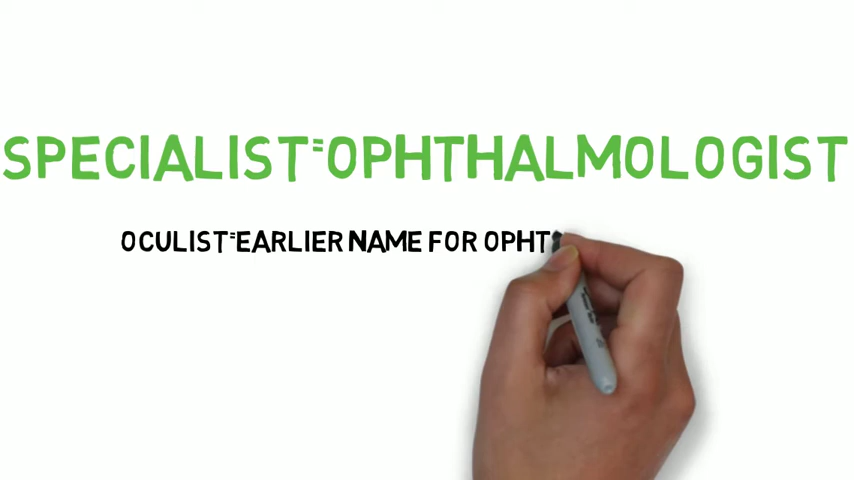 SPECIALIST=OPHTHALMOLOGIST
OCULIST=EARLIER NAME FOR OPHT